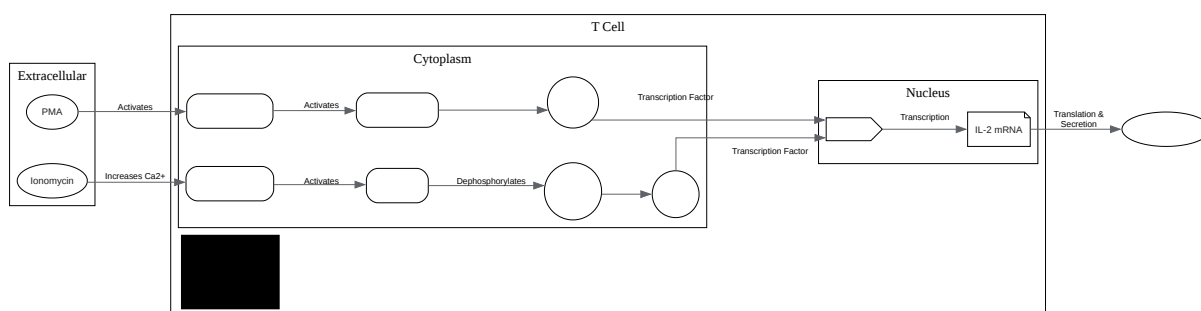 T Cell
Cytoplasm
Extracellular
PMA
Activates
Activates
Transcription Factor
Nucleus
Transcription
IL-2 mRNA
Translation &
Secretion
Transcription Factor
Ionomycin
Increases Ca2+
Activates
Dephosphorylates